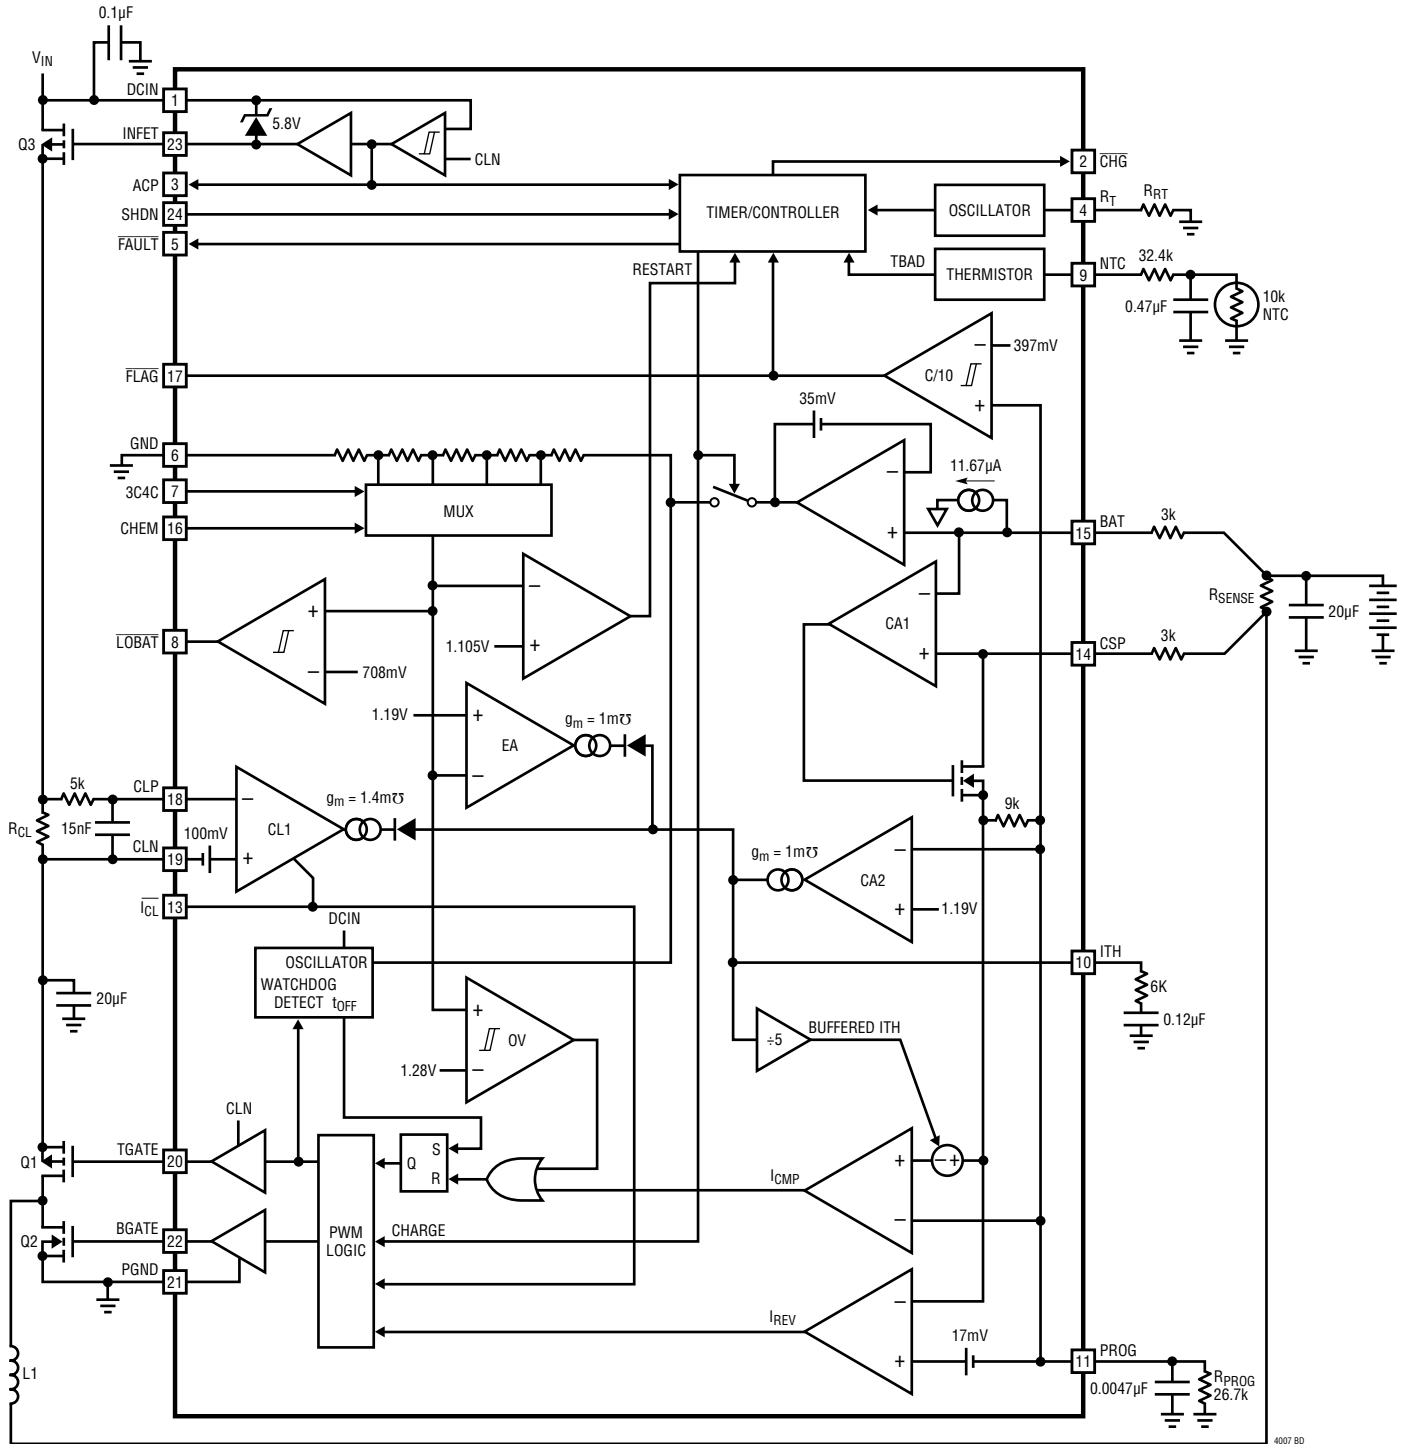 0.1µF
VIN
DCIN
1
5.8V
INFET
23
Q3
CLN
2
CHG
ACP
3
TIMER/CONTROLLER
OSCILLATOR
4
RT
RRT
SHDN
24
FAULT
5
RESTART
TBAD
THERMISTOR
9
NTC
32.4k
0.47µF
10k
NTC
397mV
–
C/10
+
FLAG
17
35mV
GND
6
11.67µA
–
+
3C4C
7
MUX
CHEM
16
15
BAT
3k
RSENSE
20µF
–
CA1
+
14
CSP
3k
LOBAT
8
+
–
708mV
–
1.105V
+
1.19V
+
EA
–
gm = 1m℧
5k
CLP
18
–
gm = 1.4m℧
RCL
15nF
100mV
CL1
CLN
19
+
9k
gm = 1m℧
–
CA2
+
1.19V
ICL
13
DCIN
OSCILLATOR
WATCHDOG
DETECT tOFF
10
ITH
6K
0.12µF
20µF
+
OV
1.28V
–
÷5
BUFFERED ITH
CLN
TGATE
20
Q1
S
Q
R
ICMP
+
– +
–
BGATE
22
Q2
PWM
LOGIC
CHARGE
PGND
21
IREV
–
+
17mV
11
PROG
0.0047µF
RPROG
26.7k
L1
4007 BD